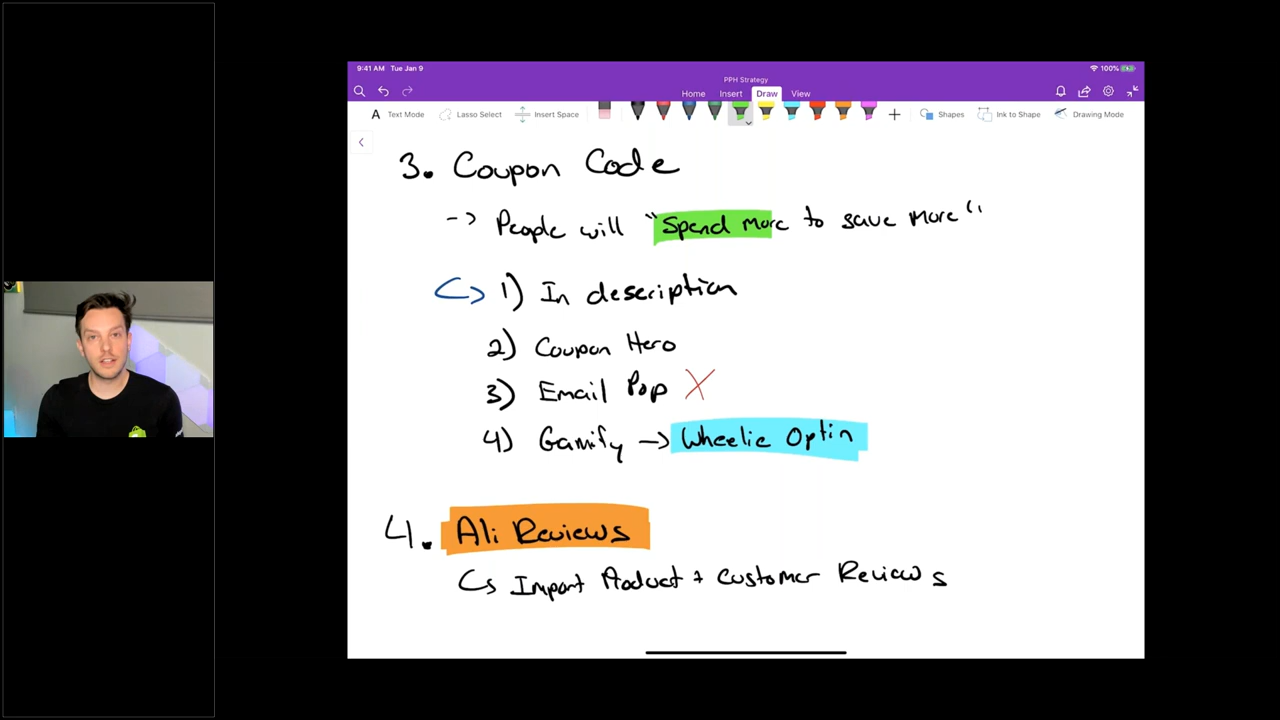 9:41 AM Tue Jan 9
100%
PPH Strategy
Home Insert Draw View
A Text Mode Lasso Select Insert Space Shapes Ink to Shape Drawing Mode
3. Coupon Code
-> People will "Spend more to save more"
1) In description
2) Coupon Hero
3) Email Pop X
4) Gamify -> Wheelie Optin
4. Ali Reviews
Import Product + Customer Reviews